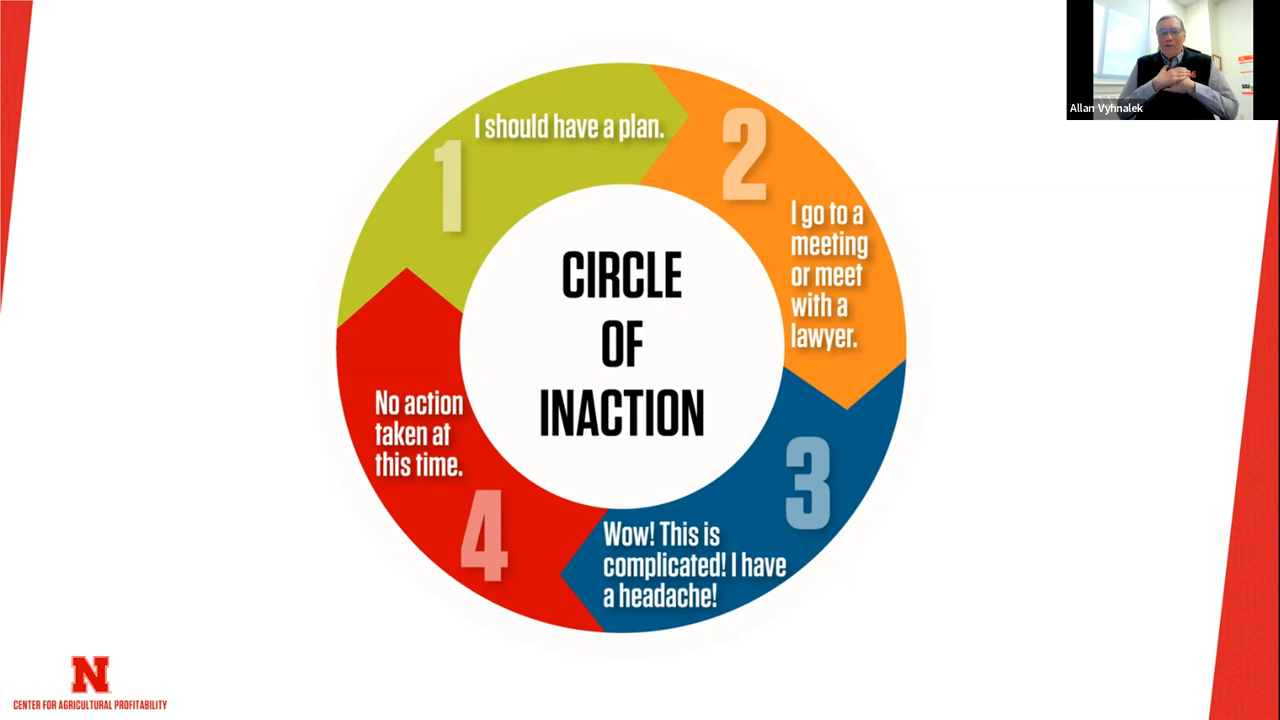 Allan Vyhnalek
1
I should have a plan.
2
I go to a
meeting
or meet
with a
lawyer.
CIRCLE
OF
INACTION
3
Wow! This is
complicated! I have
a headache!
No action
taken at
this time.
4
N
CENTER FOR AGRICULTURAL PROFITABILITY